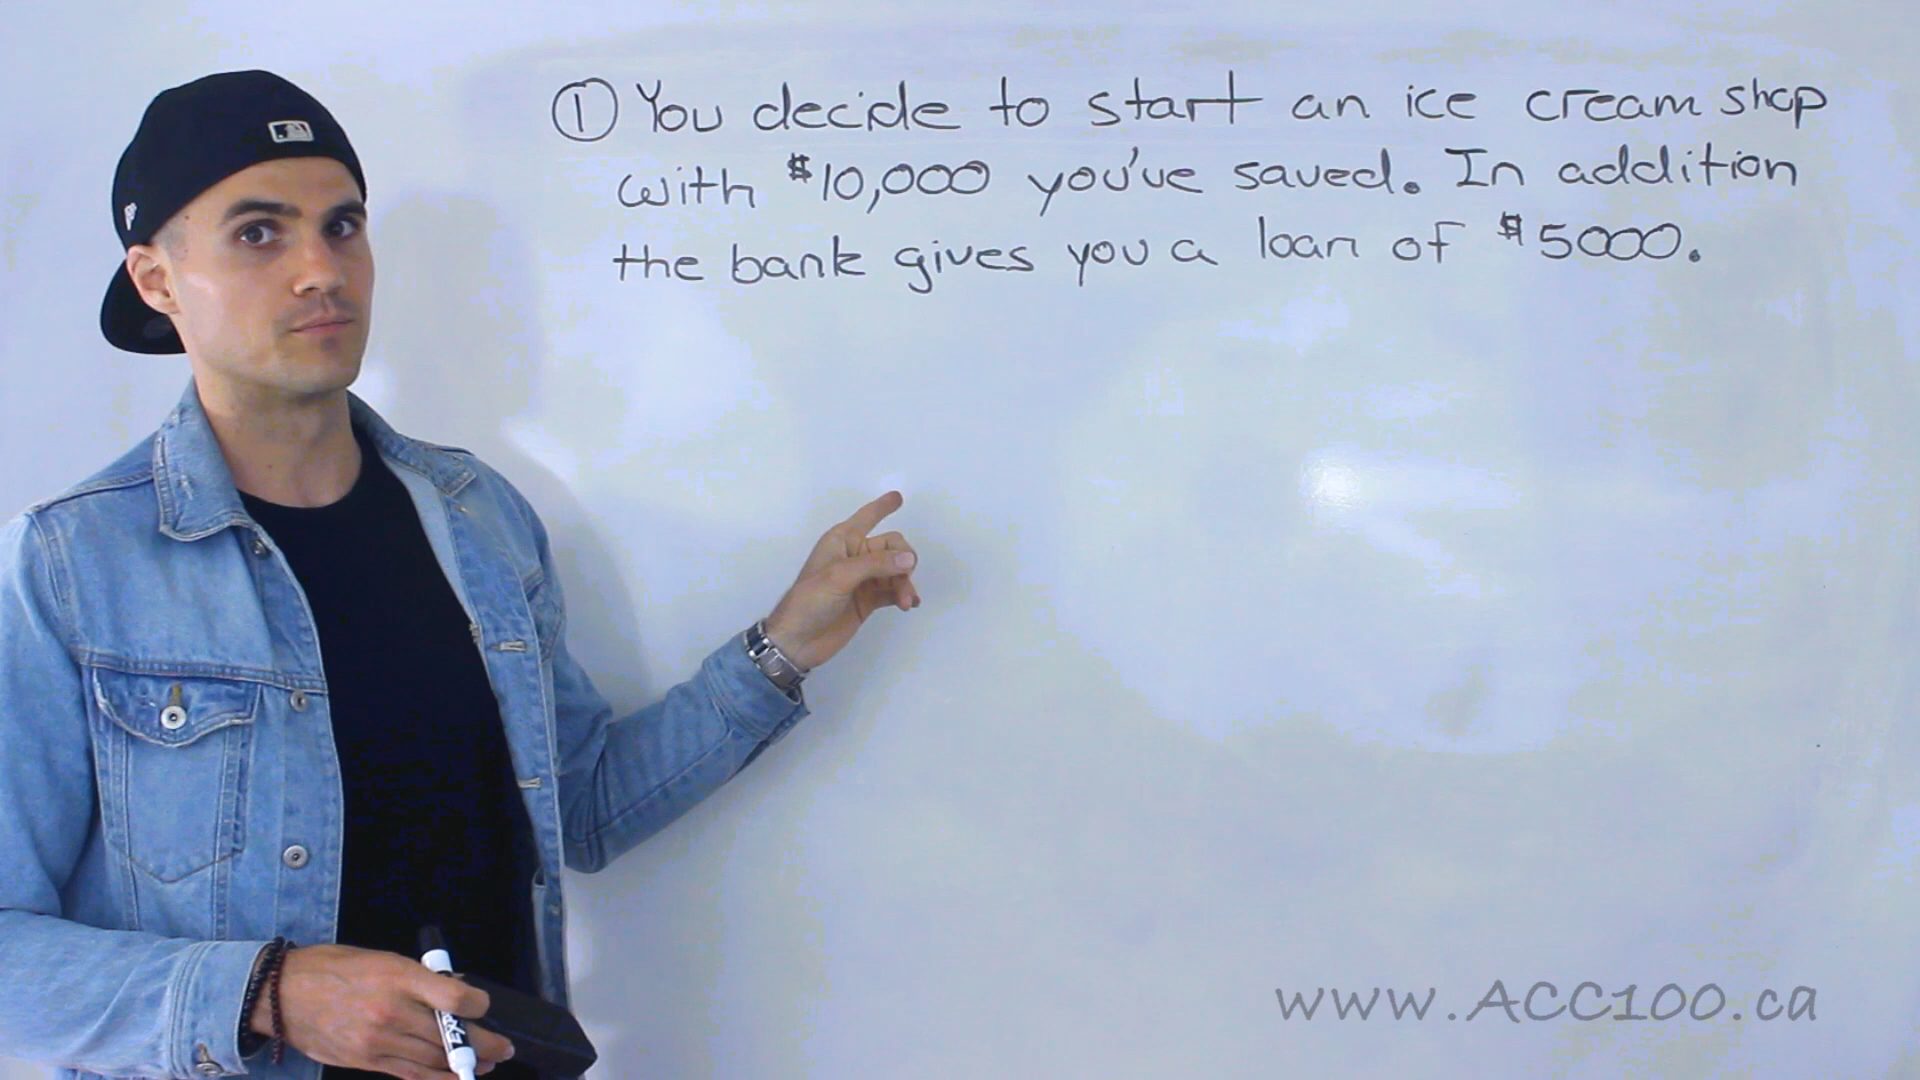 ① You decide to start an ice cream shop
with $10,000 you've saved. In addition
the bank gives you a loan of $5000.
www.ACC100.ca